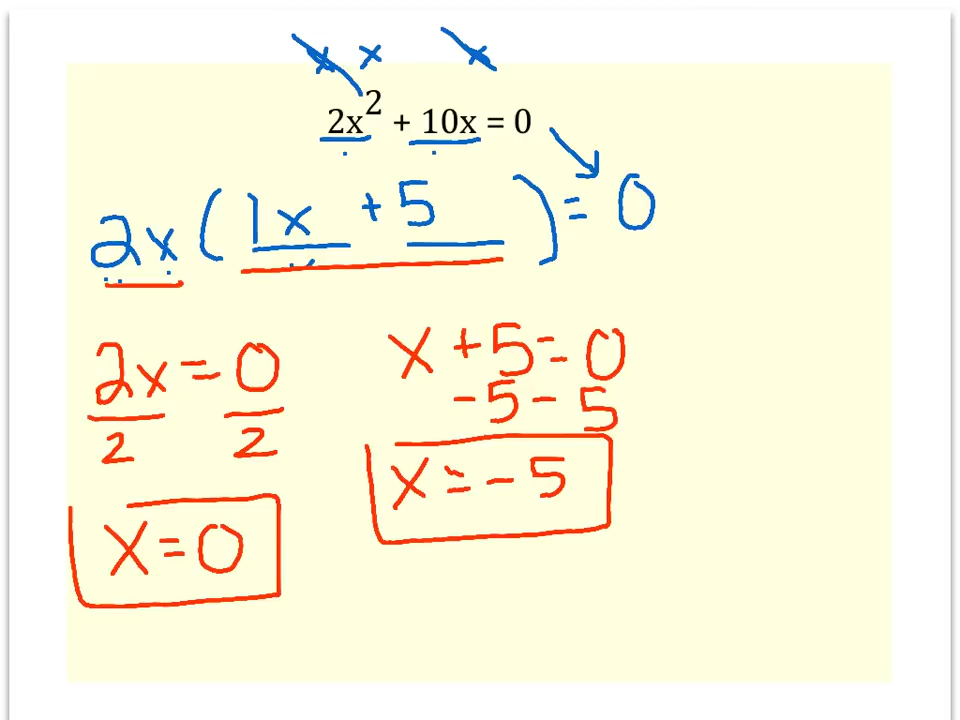 x x x
2x² + 10x = 0
2x ( 1x + 5 ) = 0
2x = 0
2 2
x = 0
x + 5 = 0
- 5 - 5
x = - 5